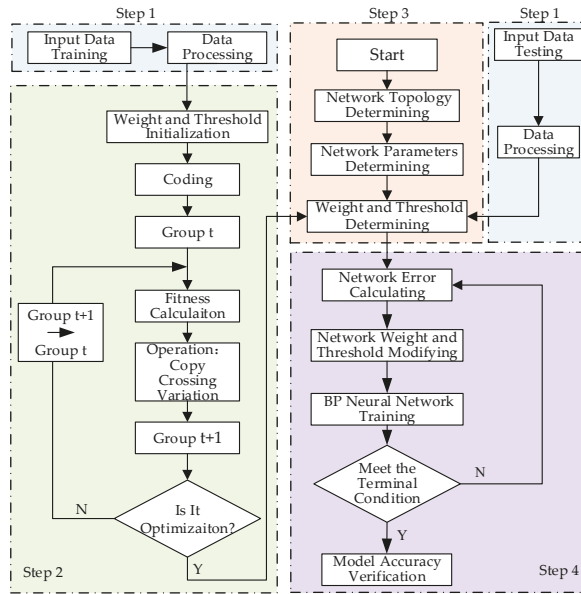 Step 1
Input Data
Training
Data
Processing
Weight and Threshold
Initialization
Coding
Group t
Fitness
Calculaiton
Operation:
Copy
Crossing
Variation
Group t+1
Is It
Optimizaiton?
N
Y
Group t+1
Group t
Step 2
Step 3
Start
Network Topology
Determining
Network Parameters
Determining
Weight and Threshold
Determining
Step 1
Input Data
Testing
Data
Processing
Network Error
Calculating
Network Weight and
Threshold Modifying
BP Neural Network
Training
Meet the
Terminal
Condition
N
Y
Model Accuracy
Verification
Step 4